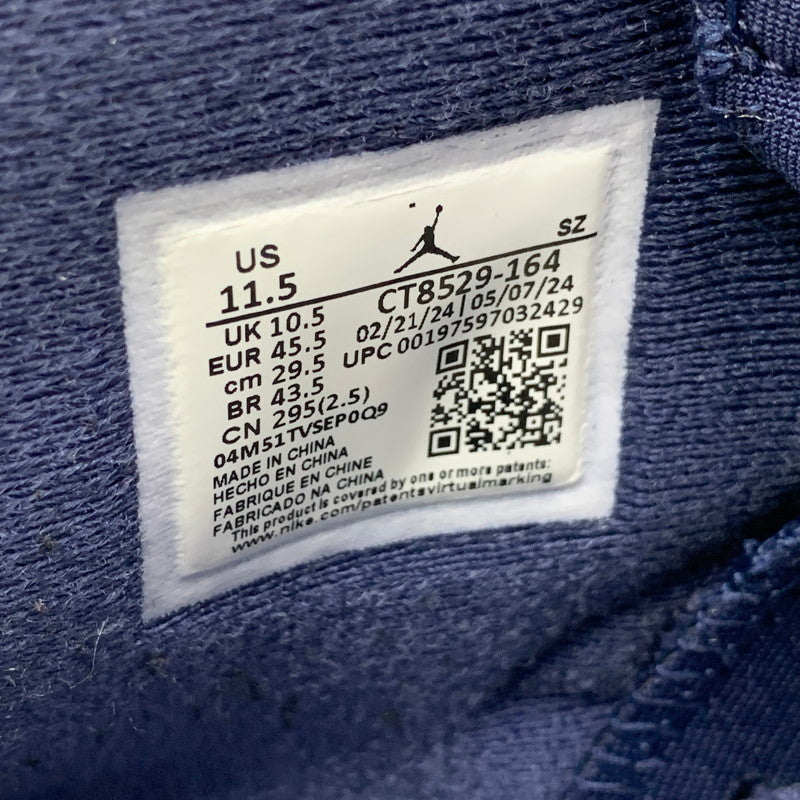 US
11.5
SZ
CT8529-164
02/21/24 | 05/07/24
UPC 00197597032429
UK 10.5
EUR 45.5
cm 29.5
BR 43.5
CN 295(2.5)
04M51TVSEP0Q9
MADE IN CHINA
HECHO EN CHINA
FABRIQUE EN CHINE
FABRICADO NA CHINA
This product is covered by one or more patents:
www.nike.com/patentsvirtualmarking